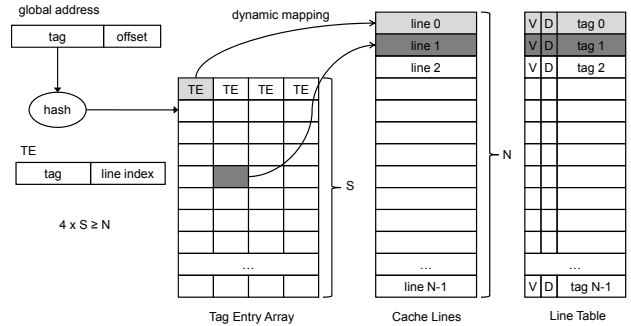 global address
tag offset
hash
TE
tag line index
4 x S ≥ N
dynamic mapping
TE TE TE TE
...
S
Tag Entry Array
line 0
line 1
line 2
...
line N-1
N
Cache Lines
V D tag 0
V D tag 1
V D tag 2
...
V D tag N-1
Line Table